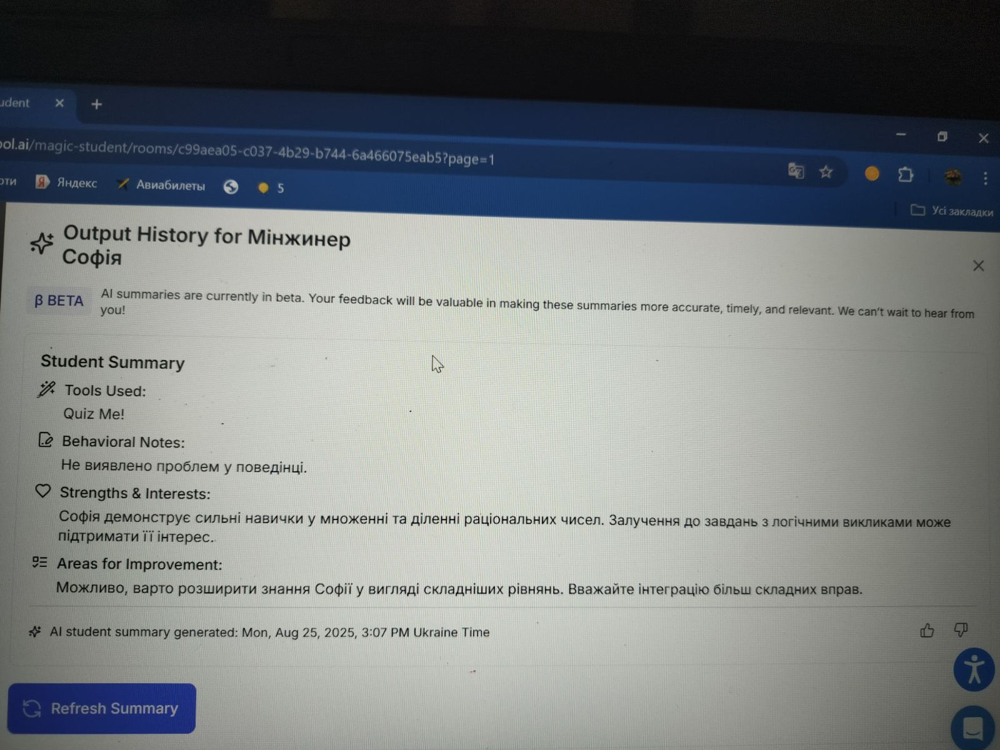 udent
ool.ai/magic-student/rooms/c99aea05-c037-4b29-b744-6a466075eab5?page=1
Яндекс
Авиабилеты
5
Усі закладки
Output History for Мінжинер
Софія
β BETA
AI summaries are currently in beta. Your feedback will be valuable in making these summaries more accurate, timely, and relevant. We can't wait to hear from
you!
Student Summary
Tools Used:
Quiz Me!
Behavioral Notes:
Не виявлено проблем у поведінці.
Strengths & Interests:
Софія демонструє сильні навички у множенні та діленні раціональних чисел. Залучення до завдань з логічними викликами може
підтримати її інтерес.
Areas for Improvement:
Можливо, варто розширити знання Софії у вигляді складніших рівнянь. Вважайте інтеграцію більш складних вправ.
AI student summary generated: Mon, Aug 25, 2025, 3:07 PM Ukraine Time
Refresh Summary